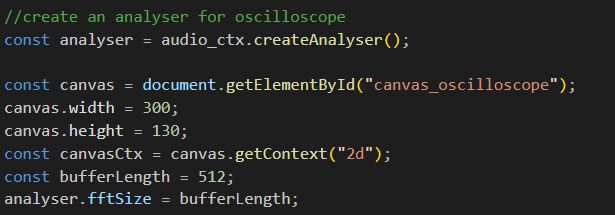 //create an analyser for oscilloscope
const analyser = audio_ctx.createAnalyser();
const canvas = document.getElementById("canvas_oscilloscope");
canvas.width = 300;
canvas.height = 130;
const canvasCtx = canvas.getContext("2d");
const bufferLength = 512;
analyser.fftSize = bufferLength;